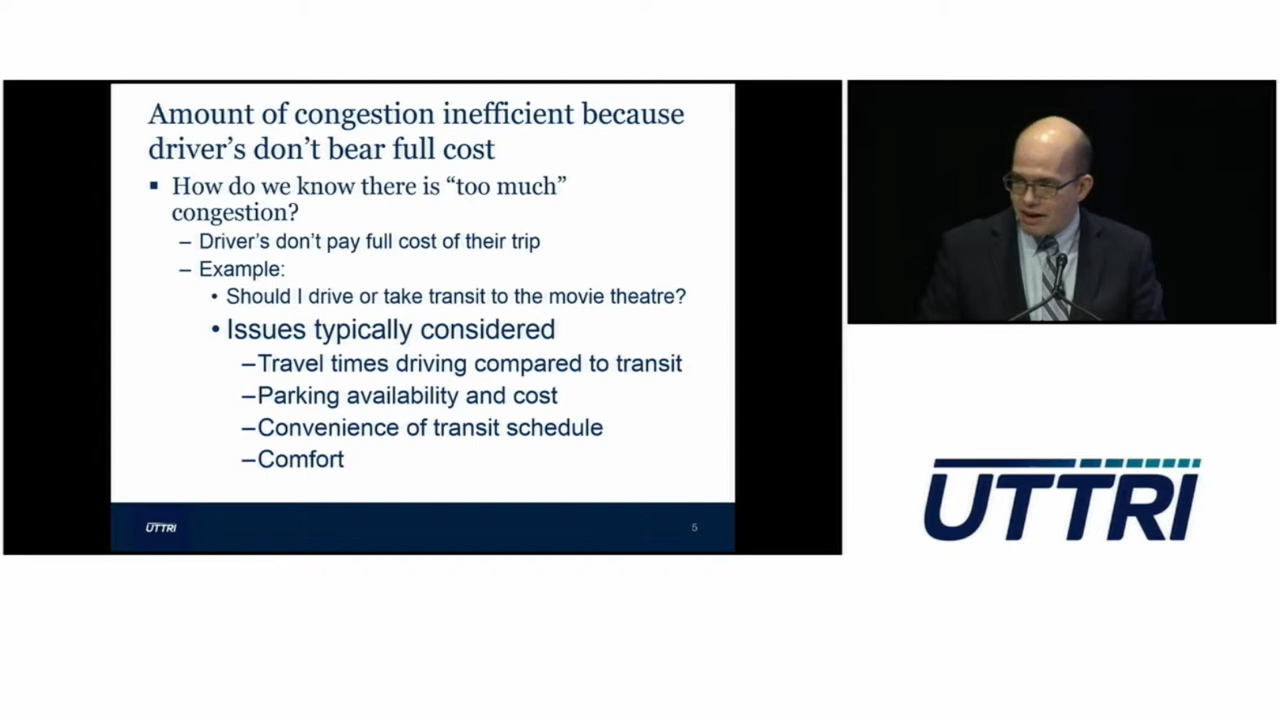 Amount of congestion inefficient because
driver's don't bear full cost
▪ How do we know there is “too much”
congestion?
– Driver's don't pay full cost of their trip
– Example:
• Should I drive or take transit to the movie theatre?
• Issues typically considered
–Travel times driving compared to transit
–Parking availability and cost
–Convenience of transit schedule
–Comfort
UTTRI
5
UTTRI